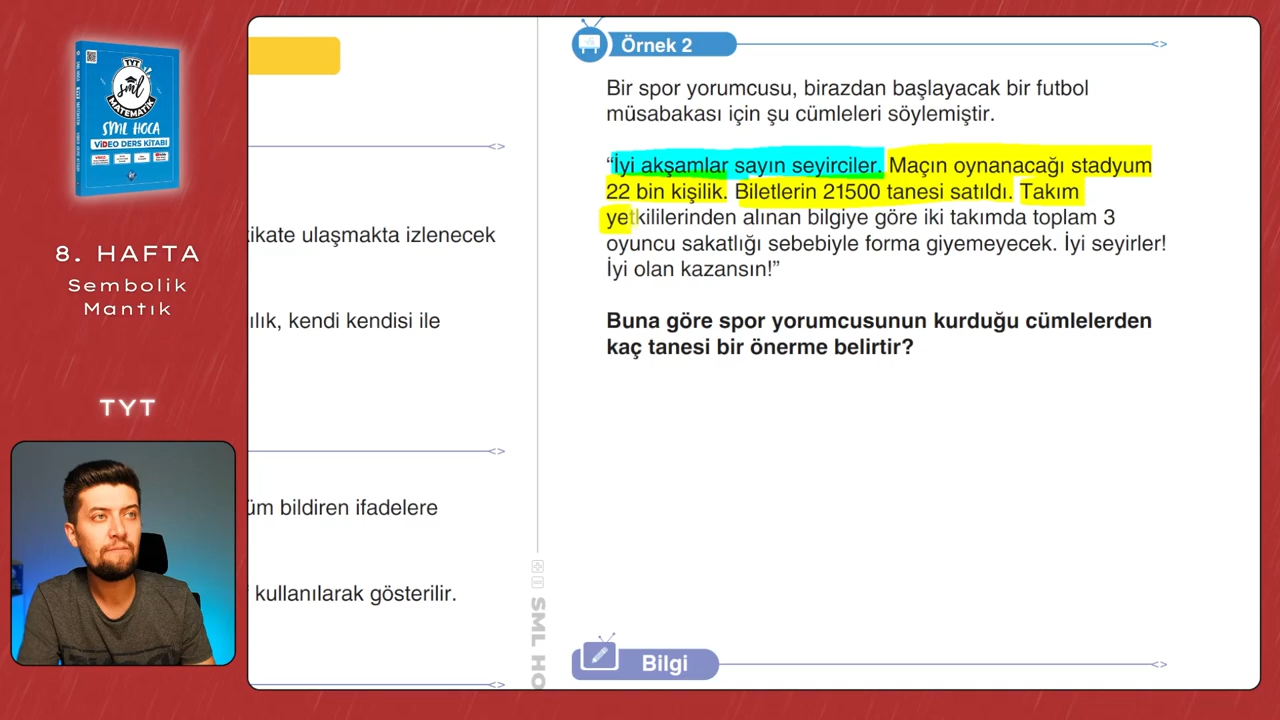 TYT
sml
MATEMATİK
SML HOCA
VİDEO DERS KİTABI
8. HAFTA
Sembolik
Mantık
TYT
tikate ulaşmakta izlenecek
ılık, kendi kendisi ile
üm bildiren ifadelere
kullanılarak gösterilir.
SML HO
Örnek 2
Bir spor yorumcusu, birazdan başlayacak bir futbol
müsabakası için şu cümleleri söylemiştir.
“İyi akşamlar sayın seyirciler. Maçın oynanacağı stadyum
22 bin kişilik. Biletlerin 21500 tanesi satıldı. Takım
yetkililerinden alınan bilgiye göre iki takımda toplam 3
oyuncu sakatlığı sebebiyle forma giyemeyecek. İyi seyirler!
İyi olan kazansın!”
Buna göre spor yorumcusunun kurduğu cümlelerden
kaç tanesi bir önerme belirtir?
Bilgi